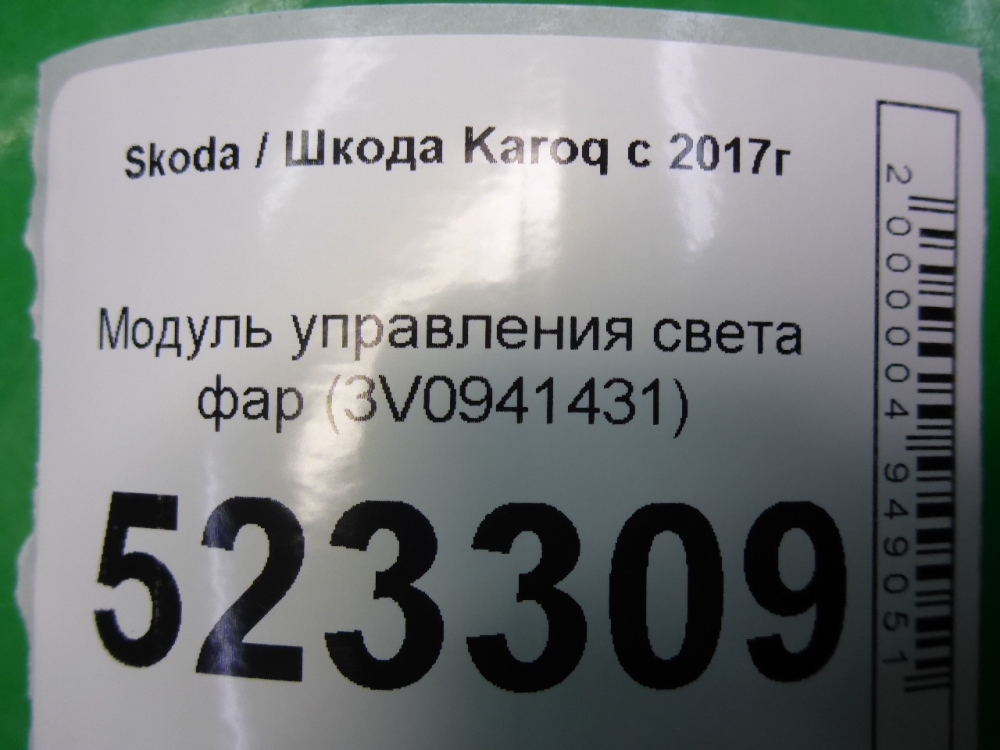 Skoda / Шкода Karoq с 2017г
Модуль управления света
фар (3V0941431)
523309
2000004949051